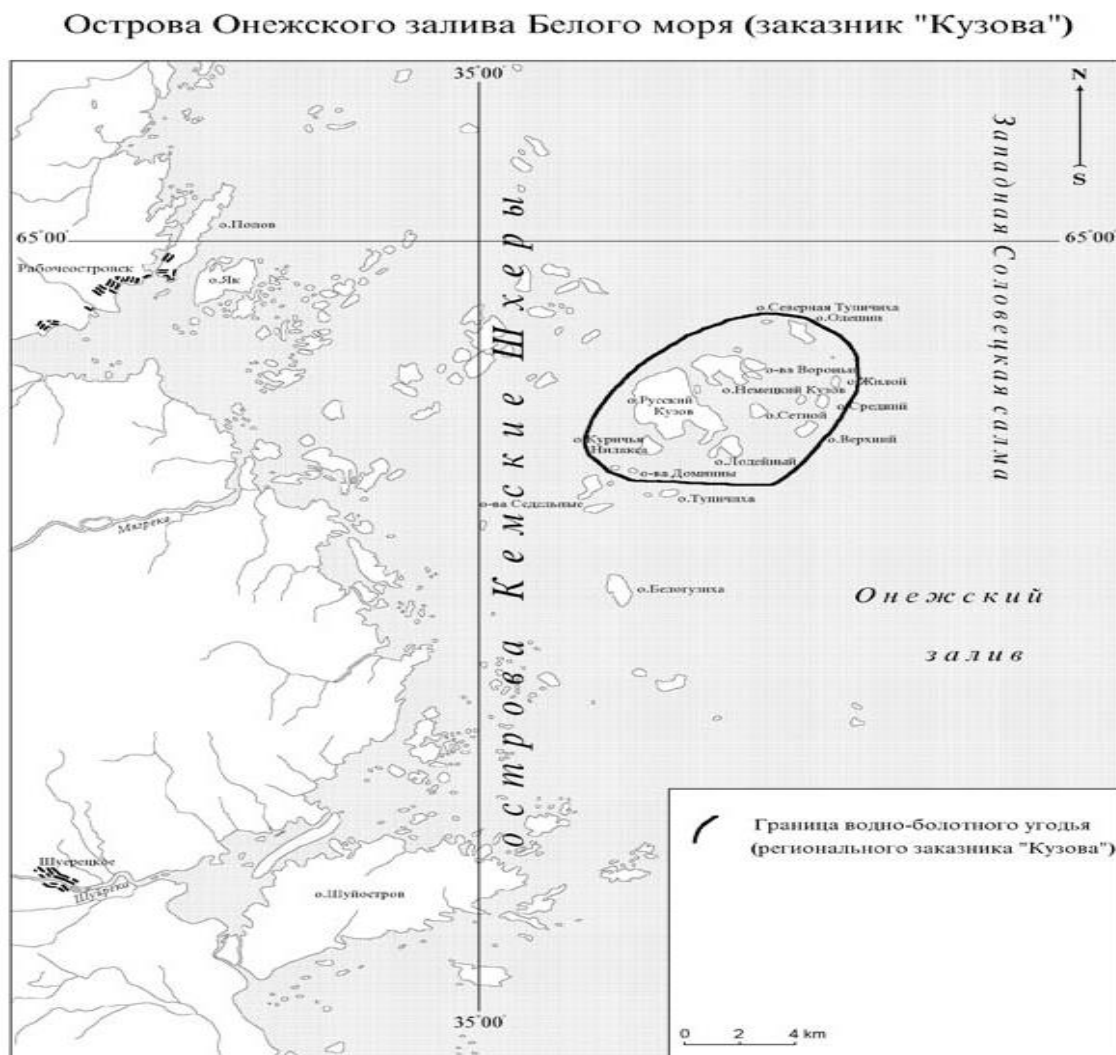 Острова Онежского залива Белого моря (заказник "Кузова")
35°00'
N
S
Западная Соловецкая салма
о.Попов
65°00'
65°00'
Рабочеостровск
о.Як
острова Кемские Шхеры
о.Северная Тупичиха
о.Одешин
о-ва Вороньи
о.Жилой
о.Немецкий Кузов
о.Русский
Кузов
о.Средний
о.Сетной
о.Куричья
Нилакса
о.Верхний
о.Лодейный
о-ва Домнины
о.Тупичиха
о-ва Седельные
Мягрека
о.Белогузиха
Онежский
залив
Шуерецкое
Шуярека
о.Шуйостров
Граница водно-болотного угодья
(регионального заказника "Кузова")
35°00'
0 2 4 km